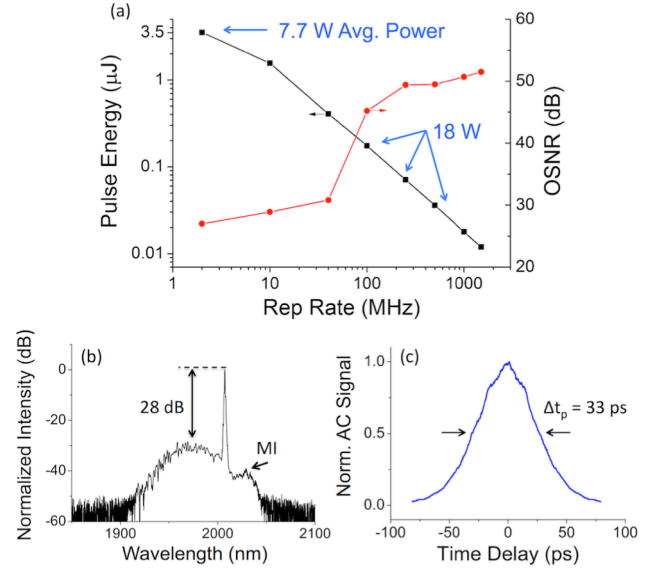 (a)
7.7 W Avg. Power
18 W
Pulse Energy (μJ)
3.5
1
0.1
0.01
OSNR (dB)
60
50
40
30
20
1 10 100 1000
Rep Rate (MHz)
(b)
Normalized Intensity (dB)
0
-20
-40
-60
28 dB
MI
1900 2000 2100
Wavelength (nm)
(c)
Norm. AC Signal
1.0
0.5
0.0
Δtp = 33 ps
-100 -50 0 50 100
Time Delay (ps)